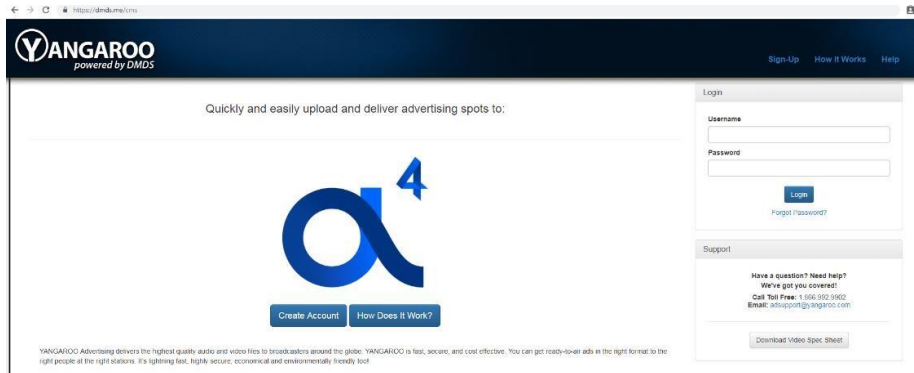 https://dmds.me/cms
YANGAROO
powered by DMDS
Sign-Up How It Works Help
Quickly and easily upload and deliver advertising spots to:
α4
Create Account How Does It Work?
YANGAROO Advertising delivers the highest quality audio and video files to broadcasters around the globe. YANGAROO is fast, secure, and cost effective. You can get ready-to-air ads in the right format to the
right people at the right stations. It's lightning fast, highly secure, economical and environmentally friendly too!
Login
Username
Password
Login
Forgot Password?
Support
Have a question? Need help?
We've got you covered!
Call Toll Free: 1.866.992.9902
Email: adsupport@yangaroo.com
Download Video Spec Sheet